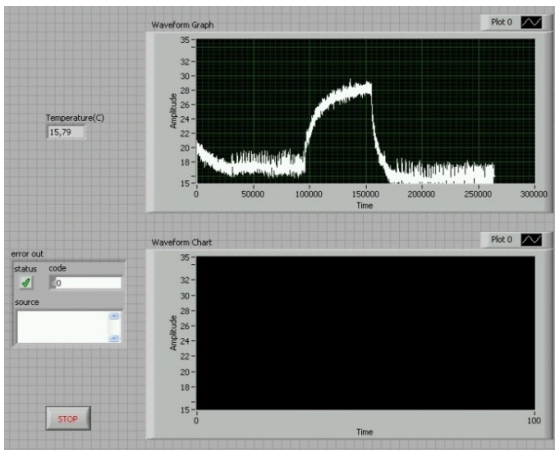 Waveform Graph
Plot 0
35
32
30
28
26
24
22
20
18
15
Amplitude
0
50000
100000
150000
200000
250000
300000
Time
Temperature(C)
15,79
Waveform Chart
Plot 0
35
32
30
28
26
24
22
20
18
15
Amplitude
0
100
Time
error out
status
code
0
source
STOP